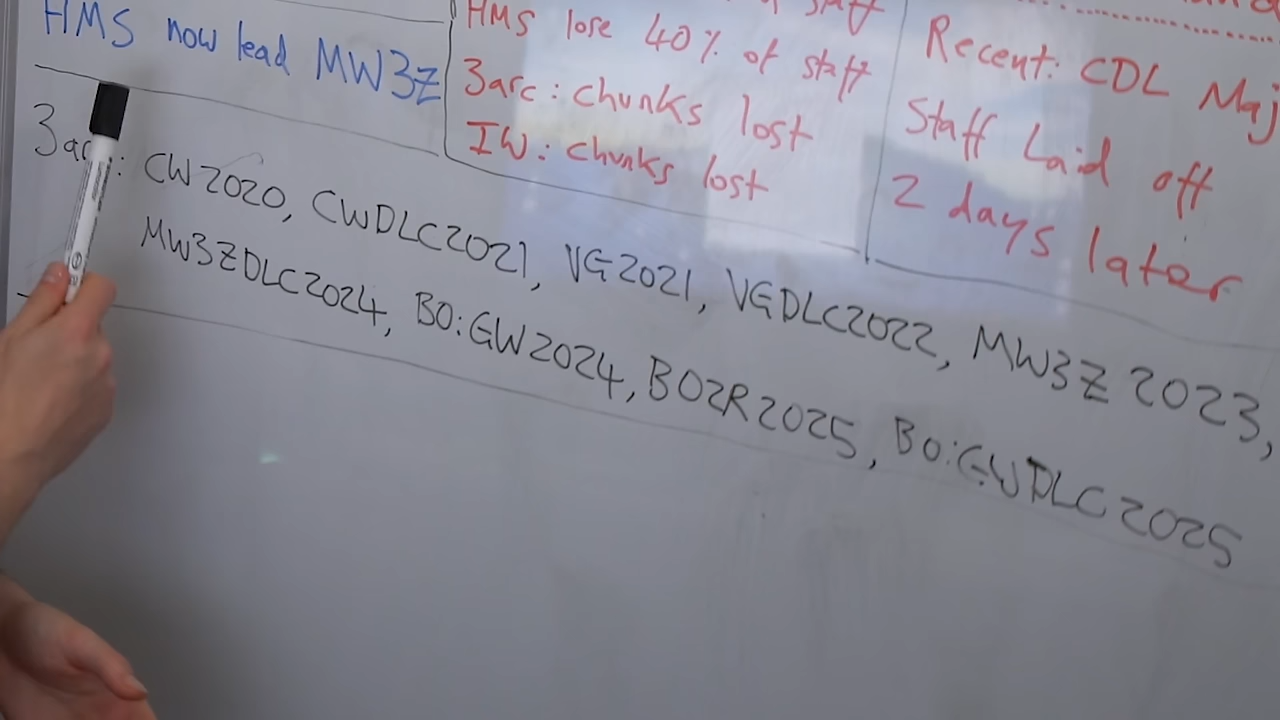 HMS now lead MW3Z
staff
HMS lose 40% of staff
3arc: chunks lost
IW: chunks lost
Recent: CDL Maj
Staff Laid off
2 days later
3arc: CW2020, CWDLC2021, VG2021, VGDLC2022, MW3Z 2023,
MW3ZDLC2024, BO:GW2024, BO2R2025, BO:GWDLC2025